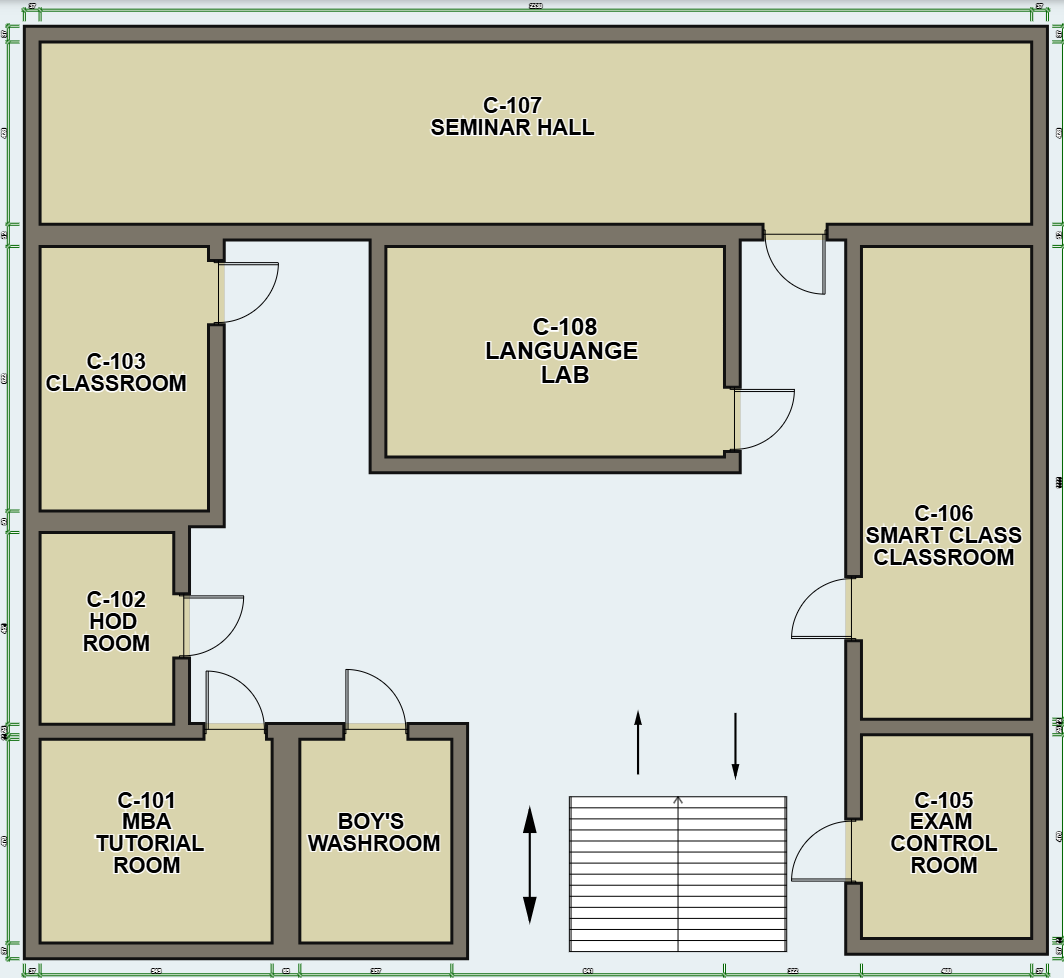 C-107
SEMINAR HALL
C-103
CLASSROOM
C-108
LANGUANGE
LAB
C-106
SMART CLASS
CLASSROOM
C-102
HOD
ROOM
C-101
MBA
TUTORIAL
ROOM
BOY'S
WASHROOM
C-105
EXAM
CONTROL
ROOM